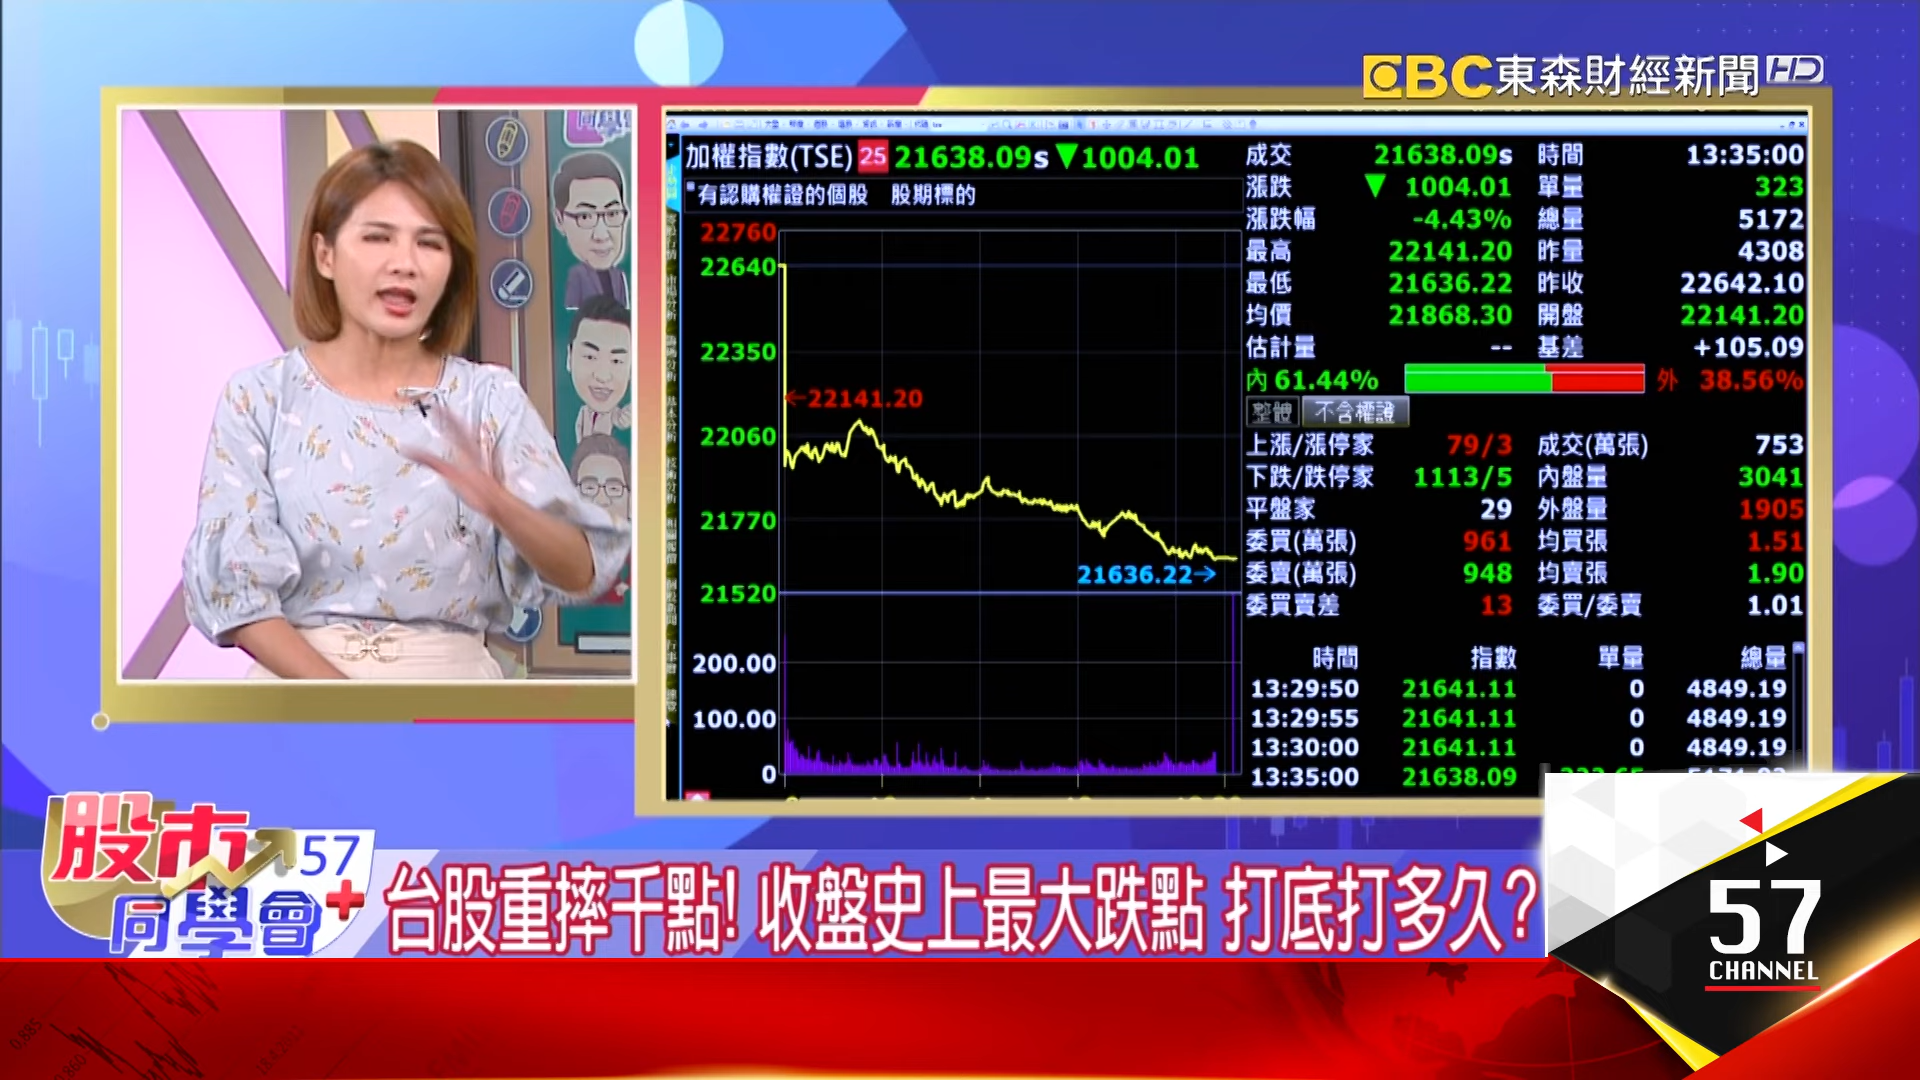 EBC東森財經新聞HD
加權指數(TSE) 25 21638.09s ▼1004.01
有認購權證的個股 股期標的
22760
22640
22350
←22141.20
22060
21770
21636.22→
21520
200.00
100.00
0
成交 21638.09s 時間 13:35:00
漲跌 ▼ 1004.01 單量 323
漲跌幅 -4.43% 總量 5172
最高 22141.20 昨量 4308
最低 21636.22 昨收 22642.10
均價 21868.30 開盤 22141.20
估計量 -- 基差 +105.09
內 61.44% 外 38.56%
整體 不含權證
上漲/漲停家 79/3 成交(萬張) 753
下跌/跌停家 1113/5 內盤量 3041
平盤家 29 外盤量 1905
委買(萬張) 961 均買張 1.51
委賣(萬張) 948 均賣張 1.90
委買賣差 13 委買/委賣 1.01
時間 指數 單量 總量
13:29:50 21641.11 0 4849.19
13:29:55 21641.11 0 4849.19
13:30:00 21641.11 0 4849.19
13:35:00 21638.09
股市 57
同學會+
台股重摔千點! 收盤史上最大跌點 打底打多久?
57
CHANNEL